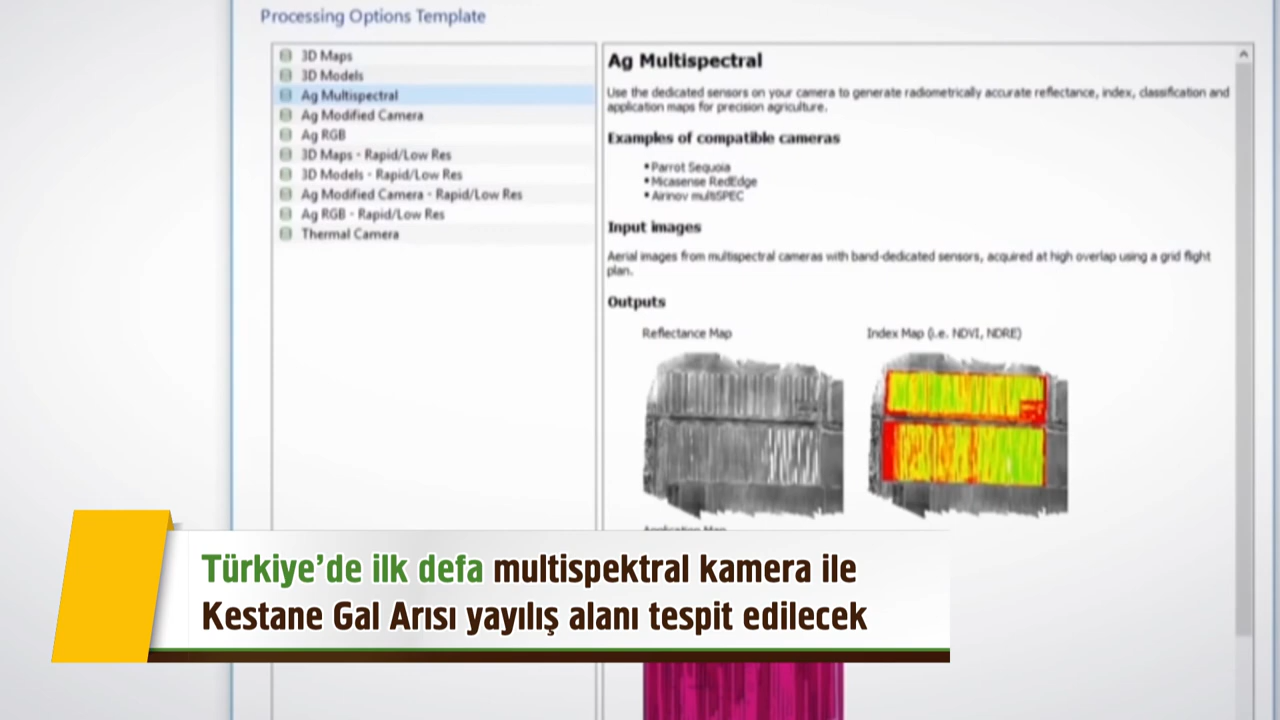 Processing Options Template
3D Maps
3D Models
Ag Multispectral
Ag Modified Camera
Ag RGB
3D Maps - Rapid/Low Res
3D Models - Rapid/Low Res
Ag Modified Camera - Rapid/Low Res
Ag RGB - Rapid/Low Res
Thermal Camera
Ag Multispectral
Use the dedicated sensors on your camera to generate radiometrically accurate reflectance, index, classification and
application maps for precision agriculture.
Examples of compatible cameras
• Parrot Sequoia
• Micasense RedEdge
• Airinov multiSPEC
Input images
Aerial images from multispectral cameras with band-dedicated sensors, acquired at high overlap using a grid flight
plan.
Outputs
Reflectance Map
Index Map (i.e. NDVI, NDRE)
Application Map
Türkiye'de ilk defa multispektral kamera ile
Kestane Gal Arısı yayılış alanı tespit edilecek